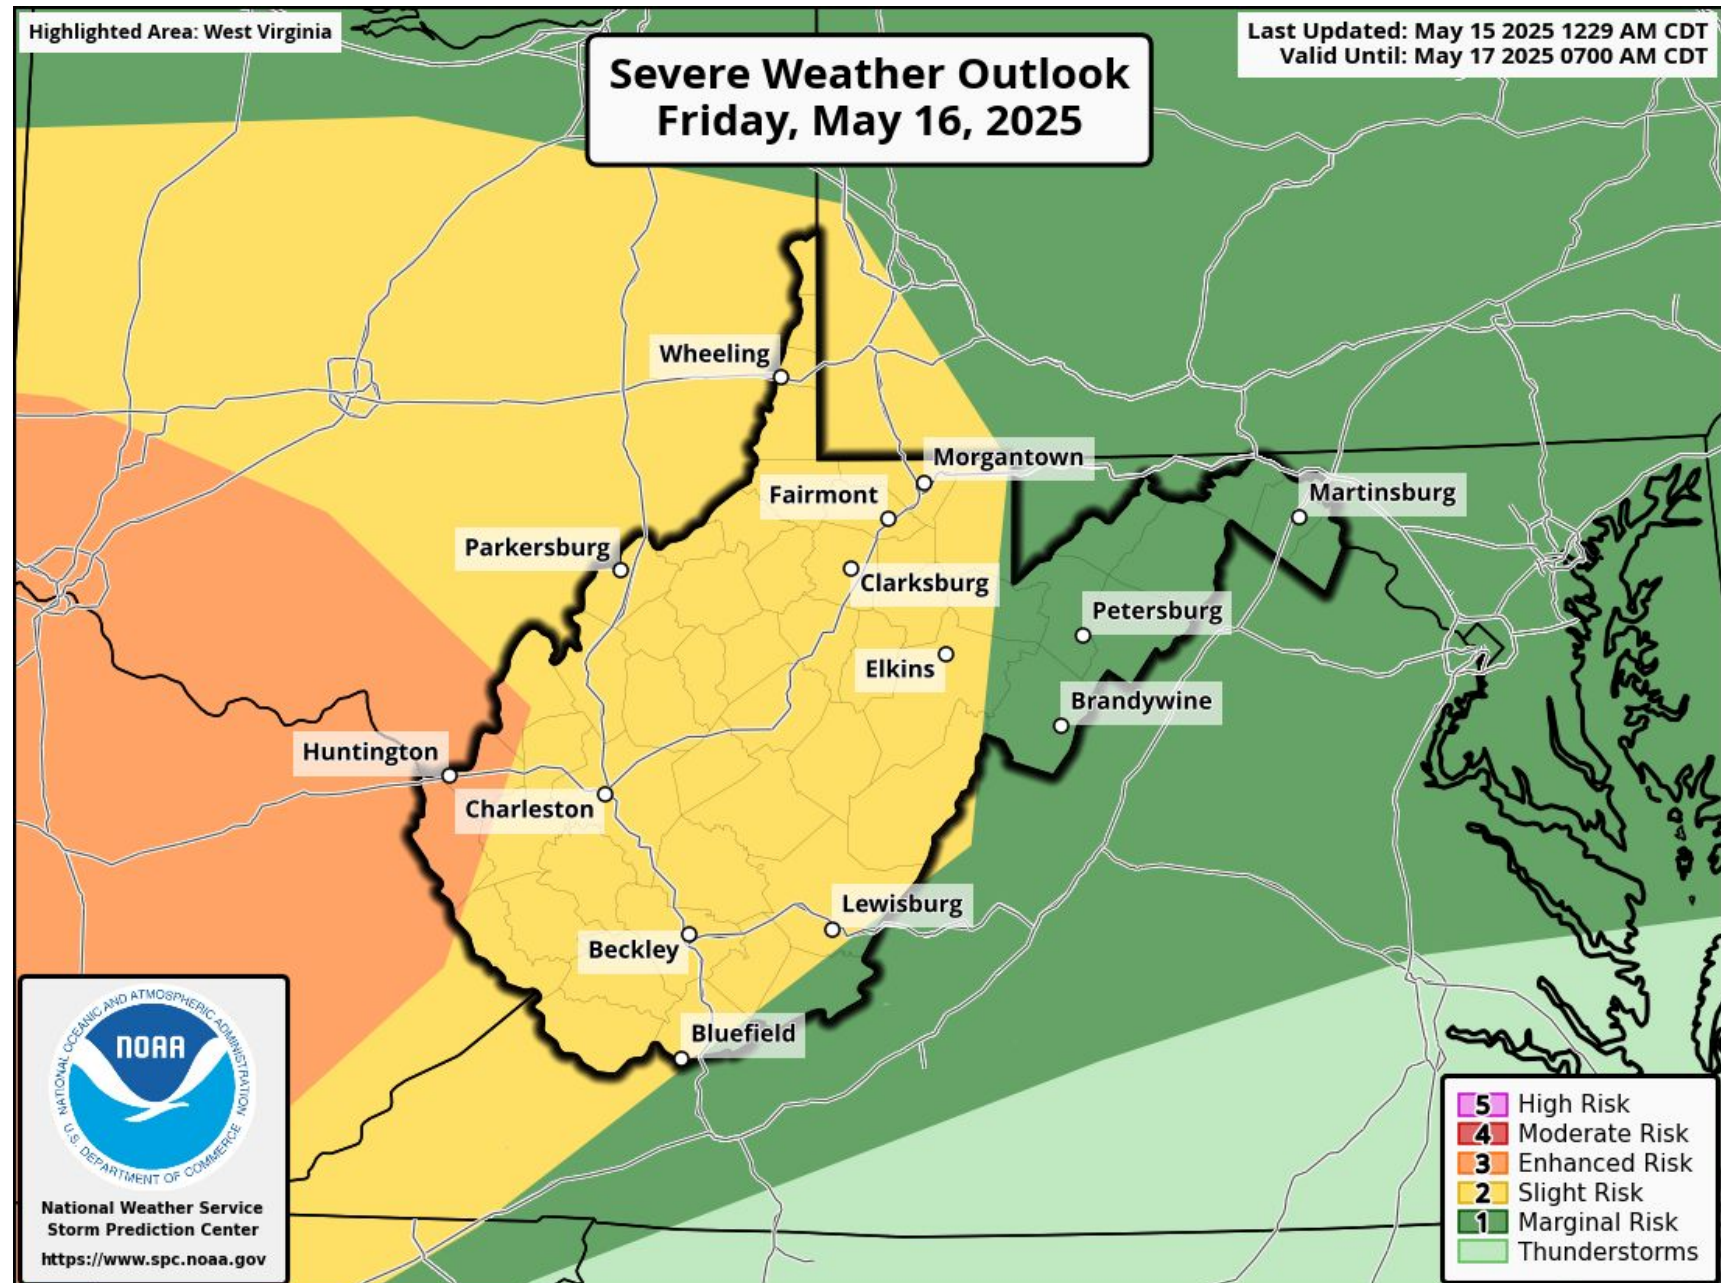 Highlighted Area: West Virginia
Severe Weather Outlook
Friday, May 16, 2025
Last Updated: May 15 2025 1229 AM CDT
Valid Until: May 17 2025 0700 AM CDT
Wheeling
Morgantown
Fairmont
Martinsburg
Parkersburg
Clarksburg
Petersburg
Elkins
Brandywine
Huntington
Charleston
Lewisburg
Beckley
Bluefield
NATIONAL OCEANIC AND ATMOSPHERIC ADMINISTRATION
NOAA
U.S. DEPARTMENT OF COMMERCE
National Weather Service
Storm Prediction Center
https://www.spc.noaa.gov
5 High Risk
4 Moderate Risk
3 Enhanced Risk
2 Slight Risk
1 Marginal Risk
Thunderstorms